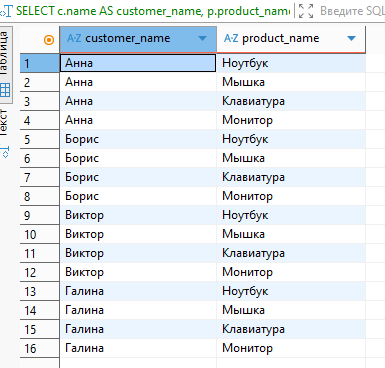 SELECT c.name AS customer_name, p.product_nam
Введите SQL
Таблица
Текст
A-Z customer_name A-Z product_name
1 Анна Ноутбук
2 Анна Мышка
3 Анна Клавиатура
4 Анна Монитор
5 Борис Ноутбук
6 Борис Мышка
7 Борис Клавиатура
8 Борис Монитор
9 Виктор Ноутбук
10 Виктор Мышка
11 Виктор Клавиатура
12 Виктор Монитор
13 Галина Ноутбук
14 Галина Мышка
15 Галина Клавиатура
16 Галина Монитор